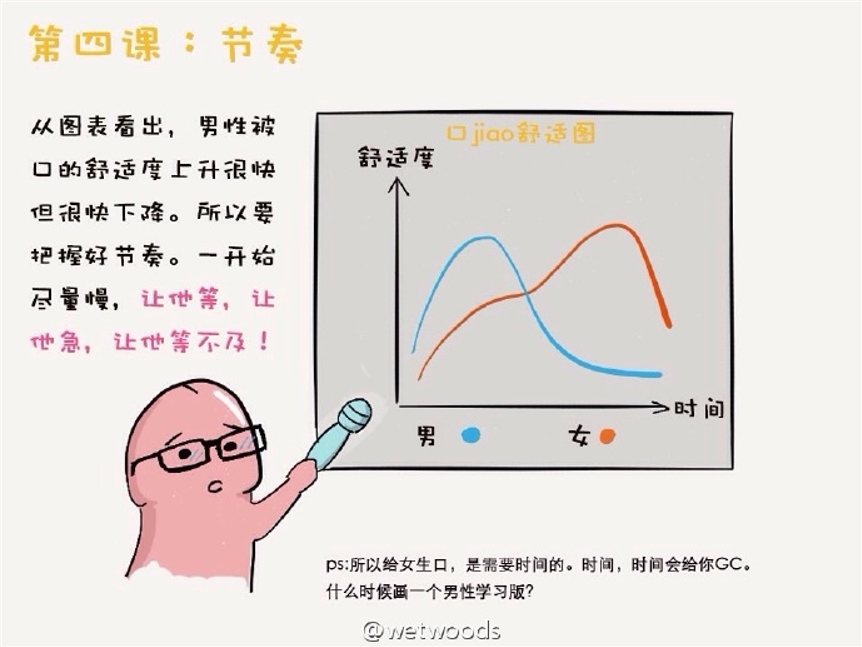 第四课：节奏
从图表看出，男性被
口的舒适度上升很快
但很快下降。所以要
把握好节奏。一开始
尽量慢，让他等，让
他急，让他等不及！
口jiao舒适图
舒适度
时间
男
女
ps:所以给女生口，是需要时间的。时间，时间会给你GC。
什么时候画一个男性学习版?
@wetwoods